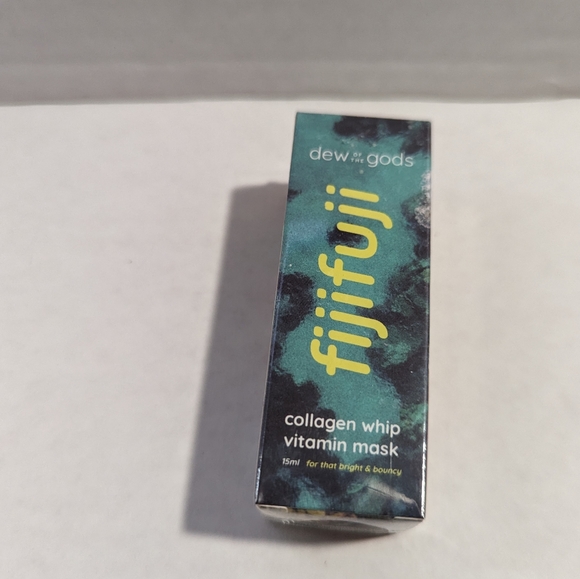 dew OF THE gods
fijifuji
collagen whip
vitamin mask
15ml for that bright & bouncy